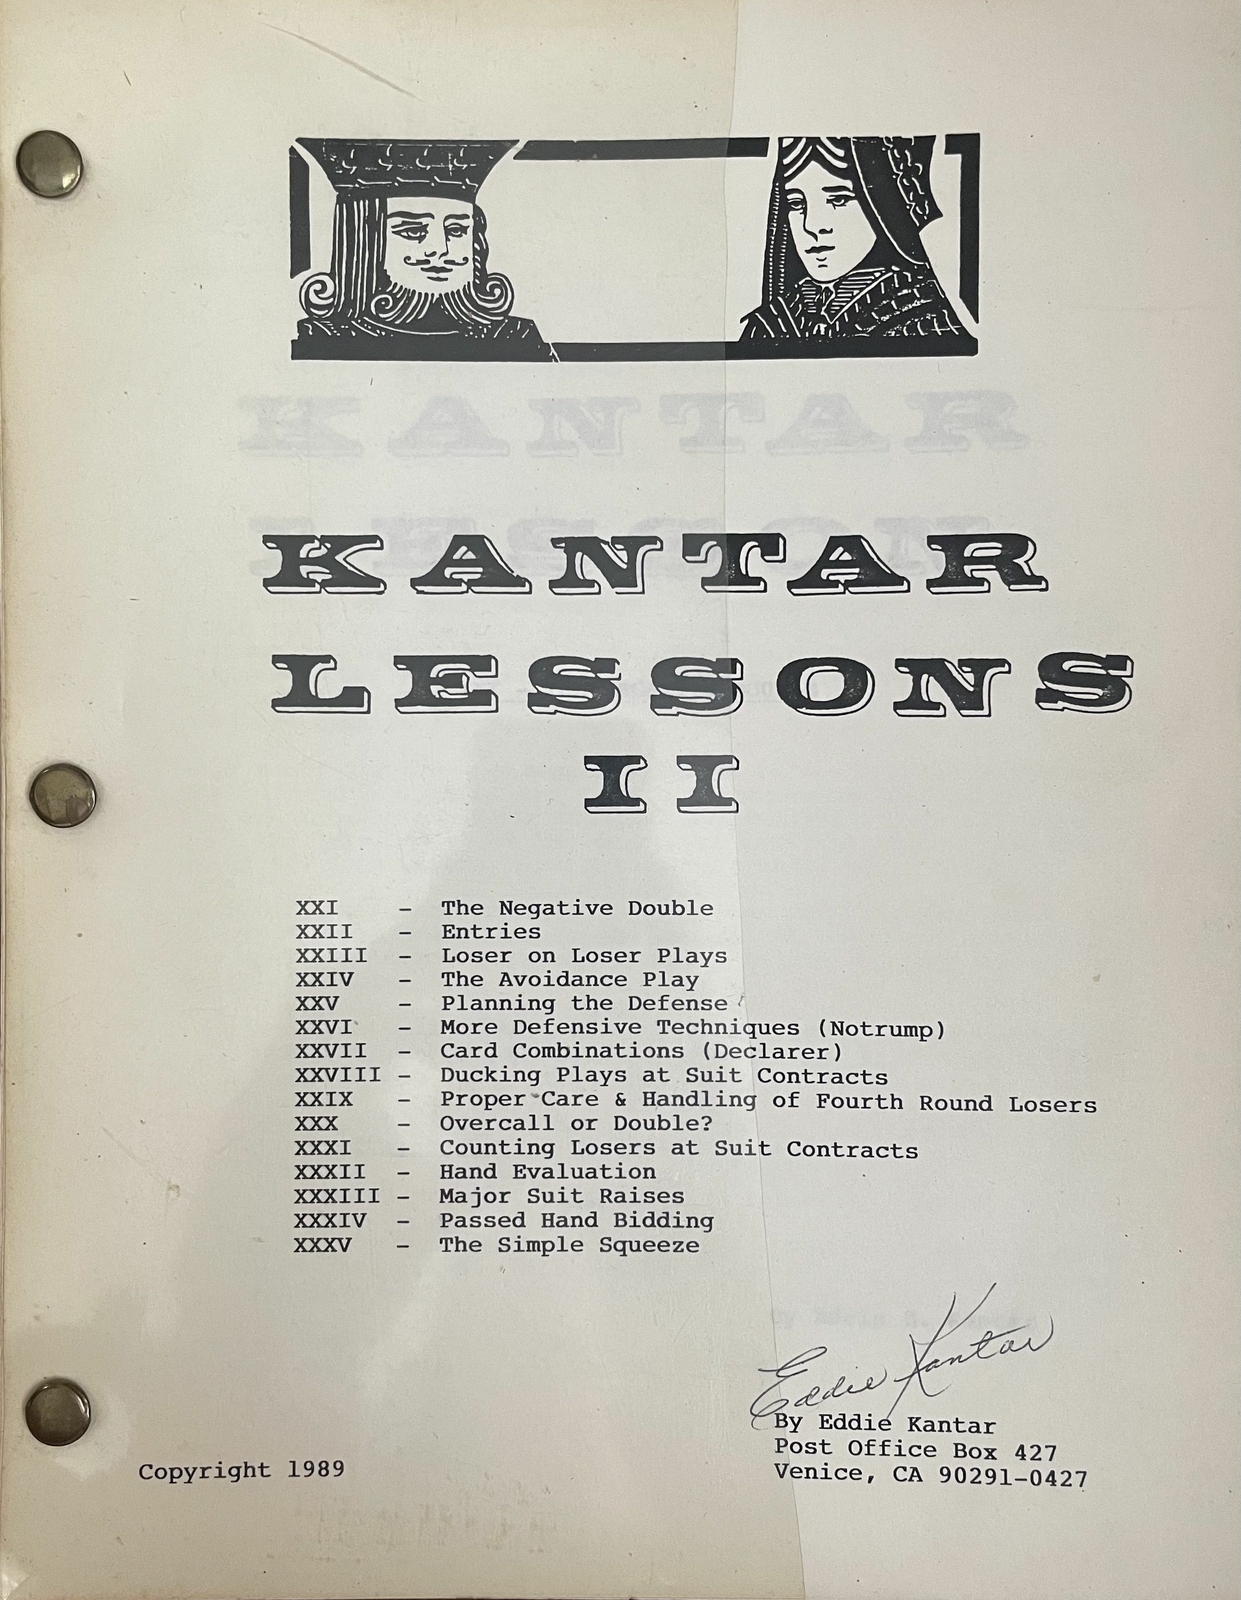 KANTAR
LESSON
KANTAR
LESSONS
II
XXI - The Negative Double
XXII - Entries
XXIII - Loser on Loser Plays
XXIV - The Avoidance Play
XXV - Planning the Defense
XXVI - More Defensive Techniques (Notrump)
XXVII - Card Combinations (Declarer)
XXVIII - Ducking Plays at Suit Contracts
XXIX - Proper Care & Handling of Fourth Round Losers
XXX - Overcall or Double?
XXXI - Counting Losers at Suit Contracts
XXXII - Hand Evaluation
XXXIII - Major Suit Raises
XXXIV - Passed Hand Bidding
XXXV - The Simple Squeeze
Eddie Kantar
By Eddie Kantar
Post Office Box 427
Venice, CA 90291-0427
Copyright 1989